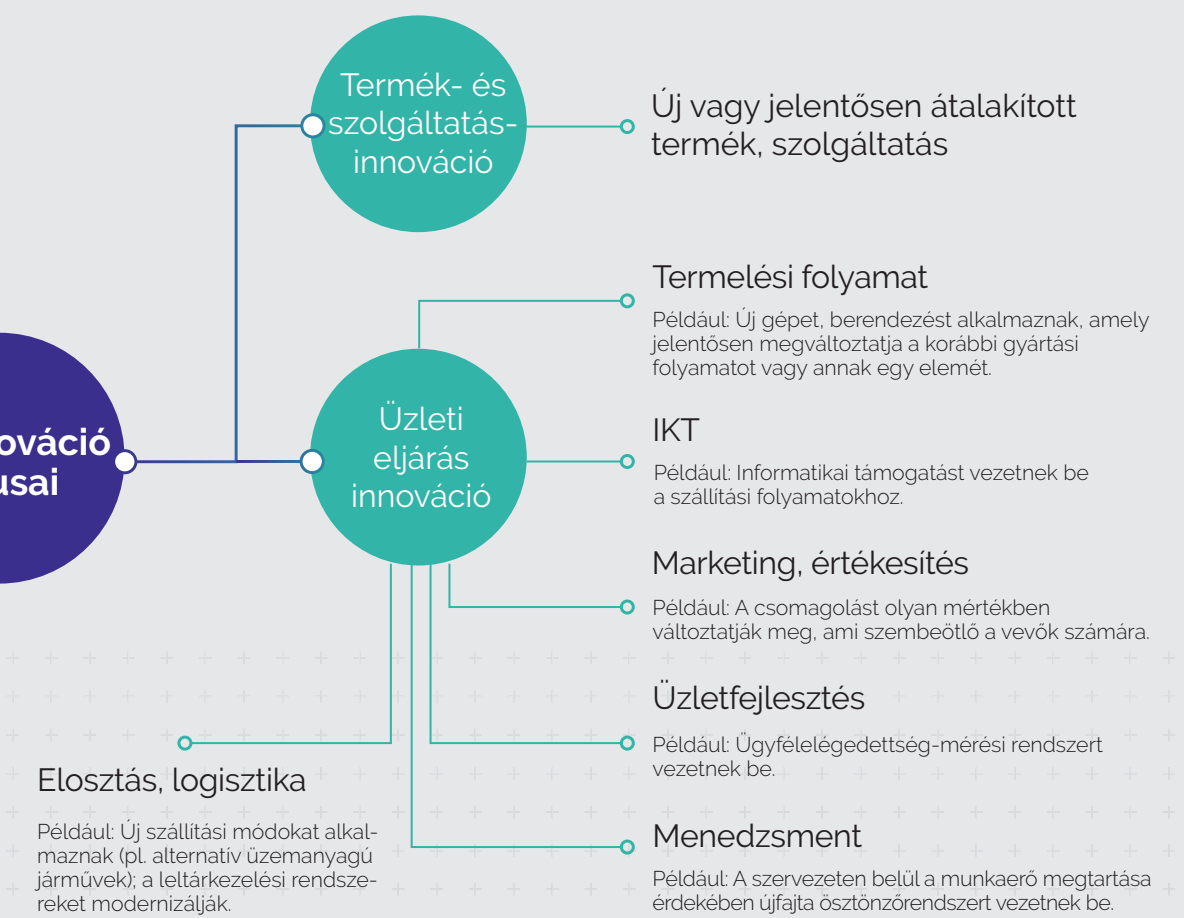 Termék- és
szolgáltatás-
innováció
Új vagy jelentősen átalakított
termék, szolgáltatás
ováció
usai
Üzleti
eljárás
innováció
Termelési folyamat
Például: Új gépet, berendezést alkalmaznak, amely
jelentősen megváltoztatja a korábbi gyártási
folyamatot vagy annak egy elemét.
IKT
Például: Informatikai támogatást vezetnek be
a szállítási folyamatokhoz.
Marketing, értékesítés
Például: A csomagolást olyan mértékben
változtatják meg, ami szembeötlő a vevők számára.
Üzletfejlesztés
Például: Ügyfélelégedettség-mérési rendszert
vezetnek be.
Menedzsment
Például: A szervezeten belül a munkaerő megtartása
érdekében újfajta ösztönzőrendszert vezetnek be.
Elosztás, logisztika
Például: Új szállítási módokat alkal-
maznak (pl. alternatív üzemanyagú
járművek); a leltárkezelési rendsze-
reket modernizálják.